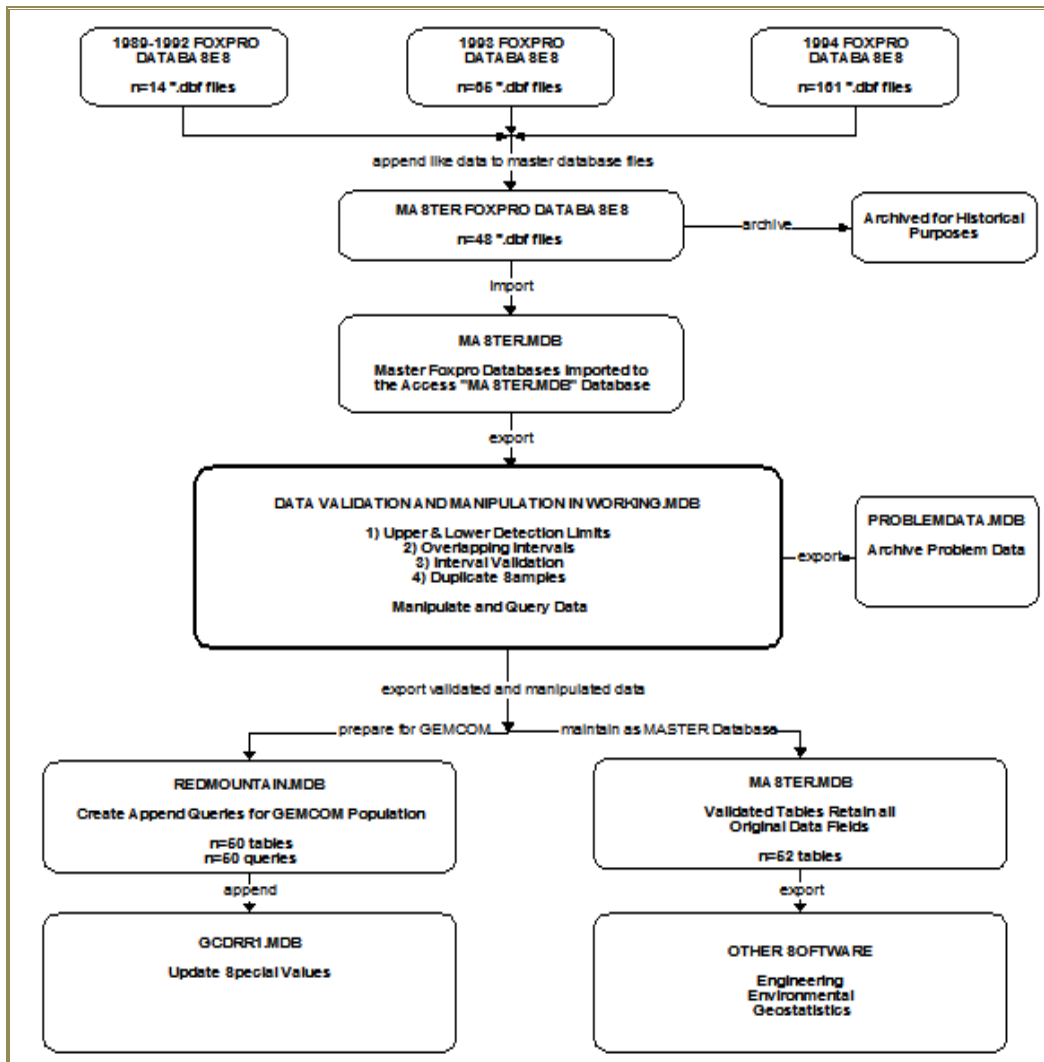 1989-1992 FOXPRO
DATABASES
n=14 *.dbf files
1993 FOXPRO
DATABASES
n=65 *.dbf files
1994 FOXPRO
DATABASES
n=161 *.dbf files
append like data to master database files
MASTER FOXPRO DATABASES
n=48 *.dbf files
archive
Archived for Historical
Purposes
Import
MASTER.MDB
Master Foxpro Databases Imported to
the Access "MASTER.MDB" Database
export
DATA VALIDATION AND MANIPULATION IN WORKING.MDB
1) Upper & Lower Detection Limits
2) Overlapping Intervals
3) Interval Validation
4) Duplicate Samples
Manipulate and Query Data
export
PROBLEMDATA.MDB
Archive Problem Data
export validated and manipulated data
prepare for GEMCOM
maintain as MASTER Database
REDMOUNTAIN.MDB
Create Append Queries for GEMCOM Population
n=50 tables
n=50 queries
MASTER.MDB
Validated Tables Retain all
Original Data Fields
n=52 tables
append
export
GCDRR1.MDB
Update Special Values
OTHER SOFTWARE
Engineering
Environmental
Geostatistics